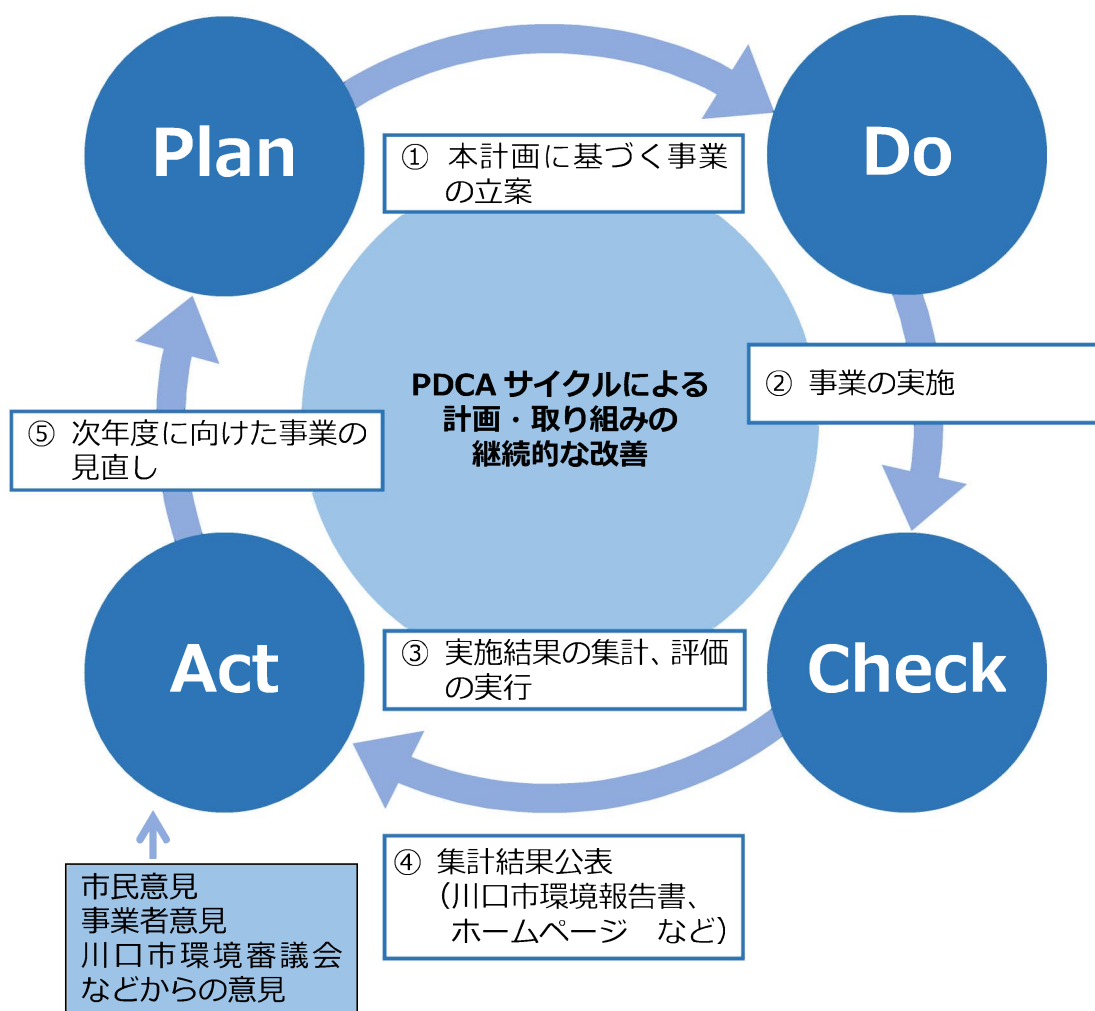 Plan
Do
① 本計画に基づく事業
の立案
PDCA サイクルによる
計画・取り組みの
継続的な改善
② 事業の実施
⑤ 次年度に向けた事業の
見直し
Act
Check
③ 実施結果の集計、評価
の実行
④ 集計結果公表
(川口市環境報告書、
ホームページ　など)
市民意見
事業者意見
川口市環境審議会
などからの意見